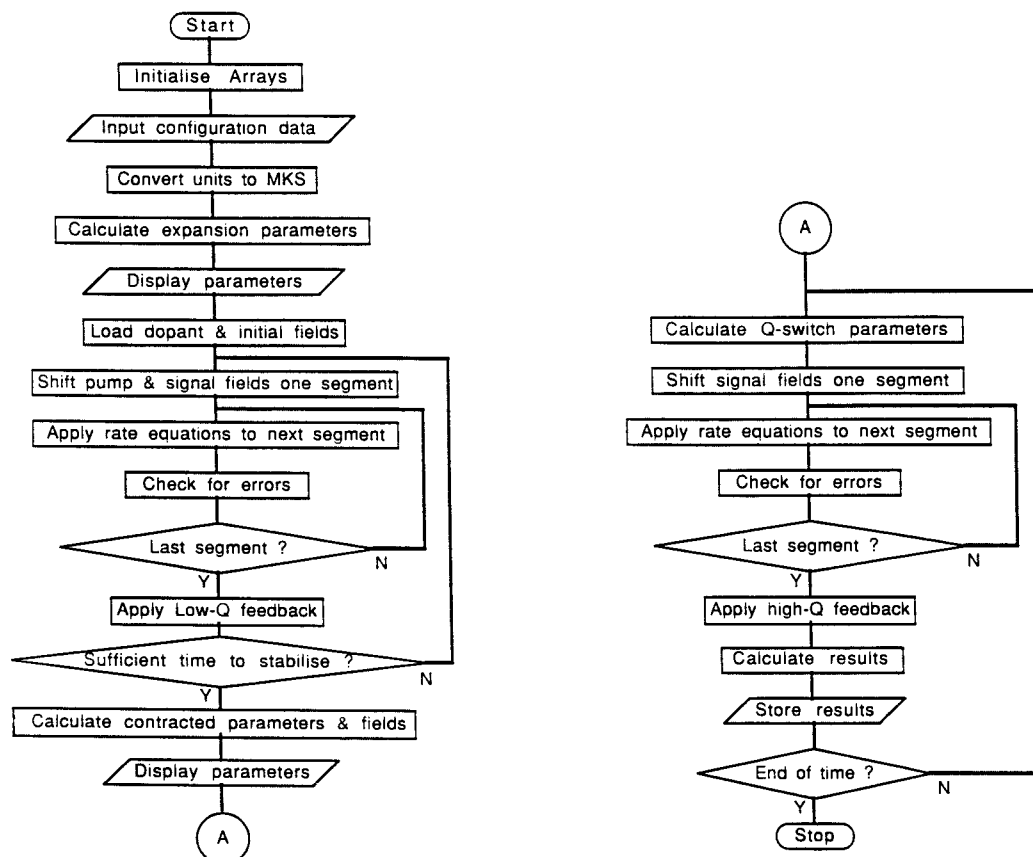 Start
Initialise Arrays
Input configuration data
Convert units to MKS
Calculate expansion parameters
Display parameters
Load dopant & initial fields
Shift pump & signal fields one segment
Apply rate equations to next segment
Check for errors
Last segment ?
N
Y
Apply Low-Q feedback
Sufficient time to stabilise ?
N
Y
Calculate contracted parameters & fields
Display parameters
A
A
Calculate Q-switch parameters
Shift signal fields one segment
Apply rate equations to next segment
Check for errors
Last segment ?
N
Y
Apply high-Q feedback
Calculate results
Store results
End of time ?
N
Y
Stop